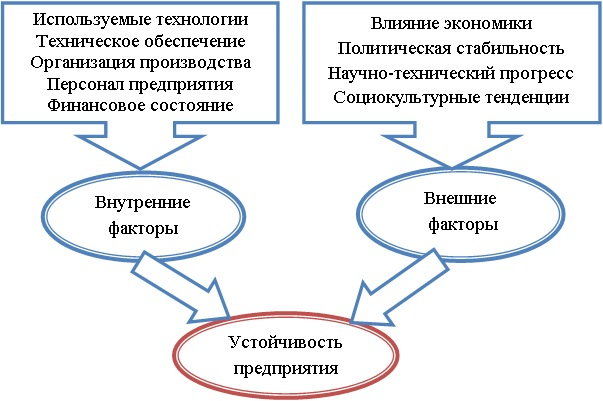 Используемые технологии
Техническое обеспечение
Организация производства
Персонал предприятия
Финансовое состояние
Влияние экономики
Политическая стабильность
Научно-технический прогресс
Социокультурные тенденции
Внутренние
факторы
Внешние
факторы
Устойчивость
предприятия